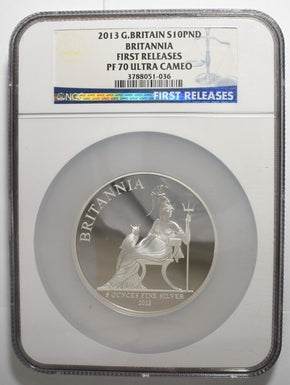 2013 G.BRITAIN S10PND
BRITANNIA
FIRST RELEASES
PF 70 ULTRA CAMEO
3788051-036
NGC
FIRST RELEASES
BRITANNIA
5 OUNCES FINE SILVER
2013